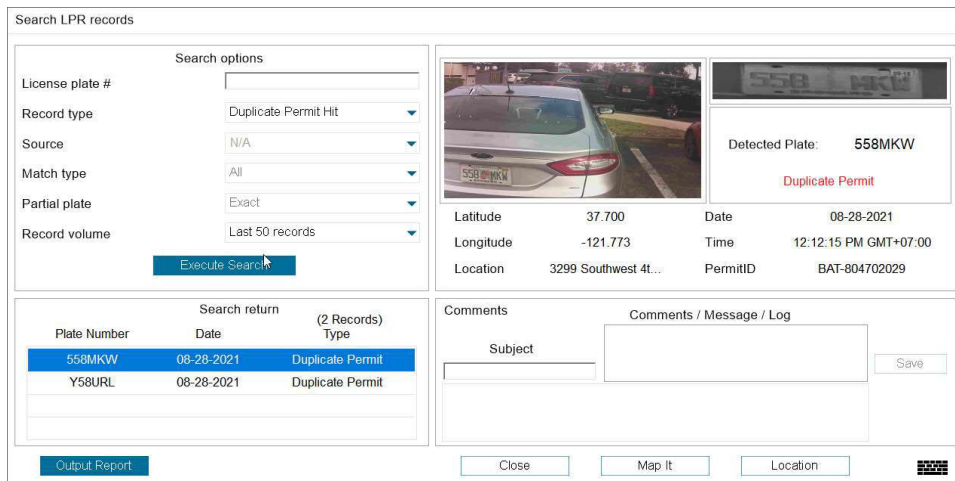 Search LPR records
Search options
License plate #
Record type Duplicate Permit Hit
Source N/A
Match type All
Partial plate Exact
Record volume Last 50 records
Execute Search
558 MKW
558 MKW
Detected Plate: 558MKW
Duplicate Permit
Latitude 37.700 Date 08-28-2021
Longitude -121.773 Time 12:12:15 PM GMT+07:00
Location 3299 Southwest 4t... PermitID BAT-804702029
Search return
(2 Records)
Plate Number Date Type
558MKW 08-28-2021 Duplicate Permit
Y58URL 08-28-2021 Duplicate Permit
Comments
Comments / Message / Log
Subject
Save
Output Report
Close Map It Location